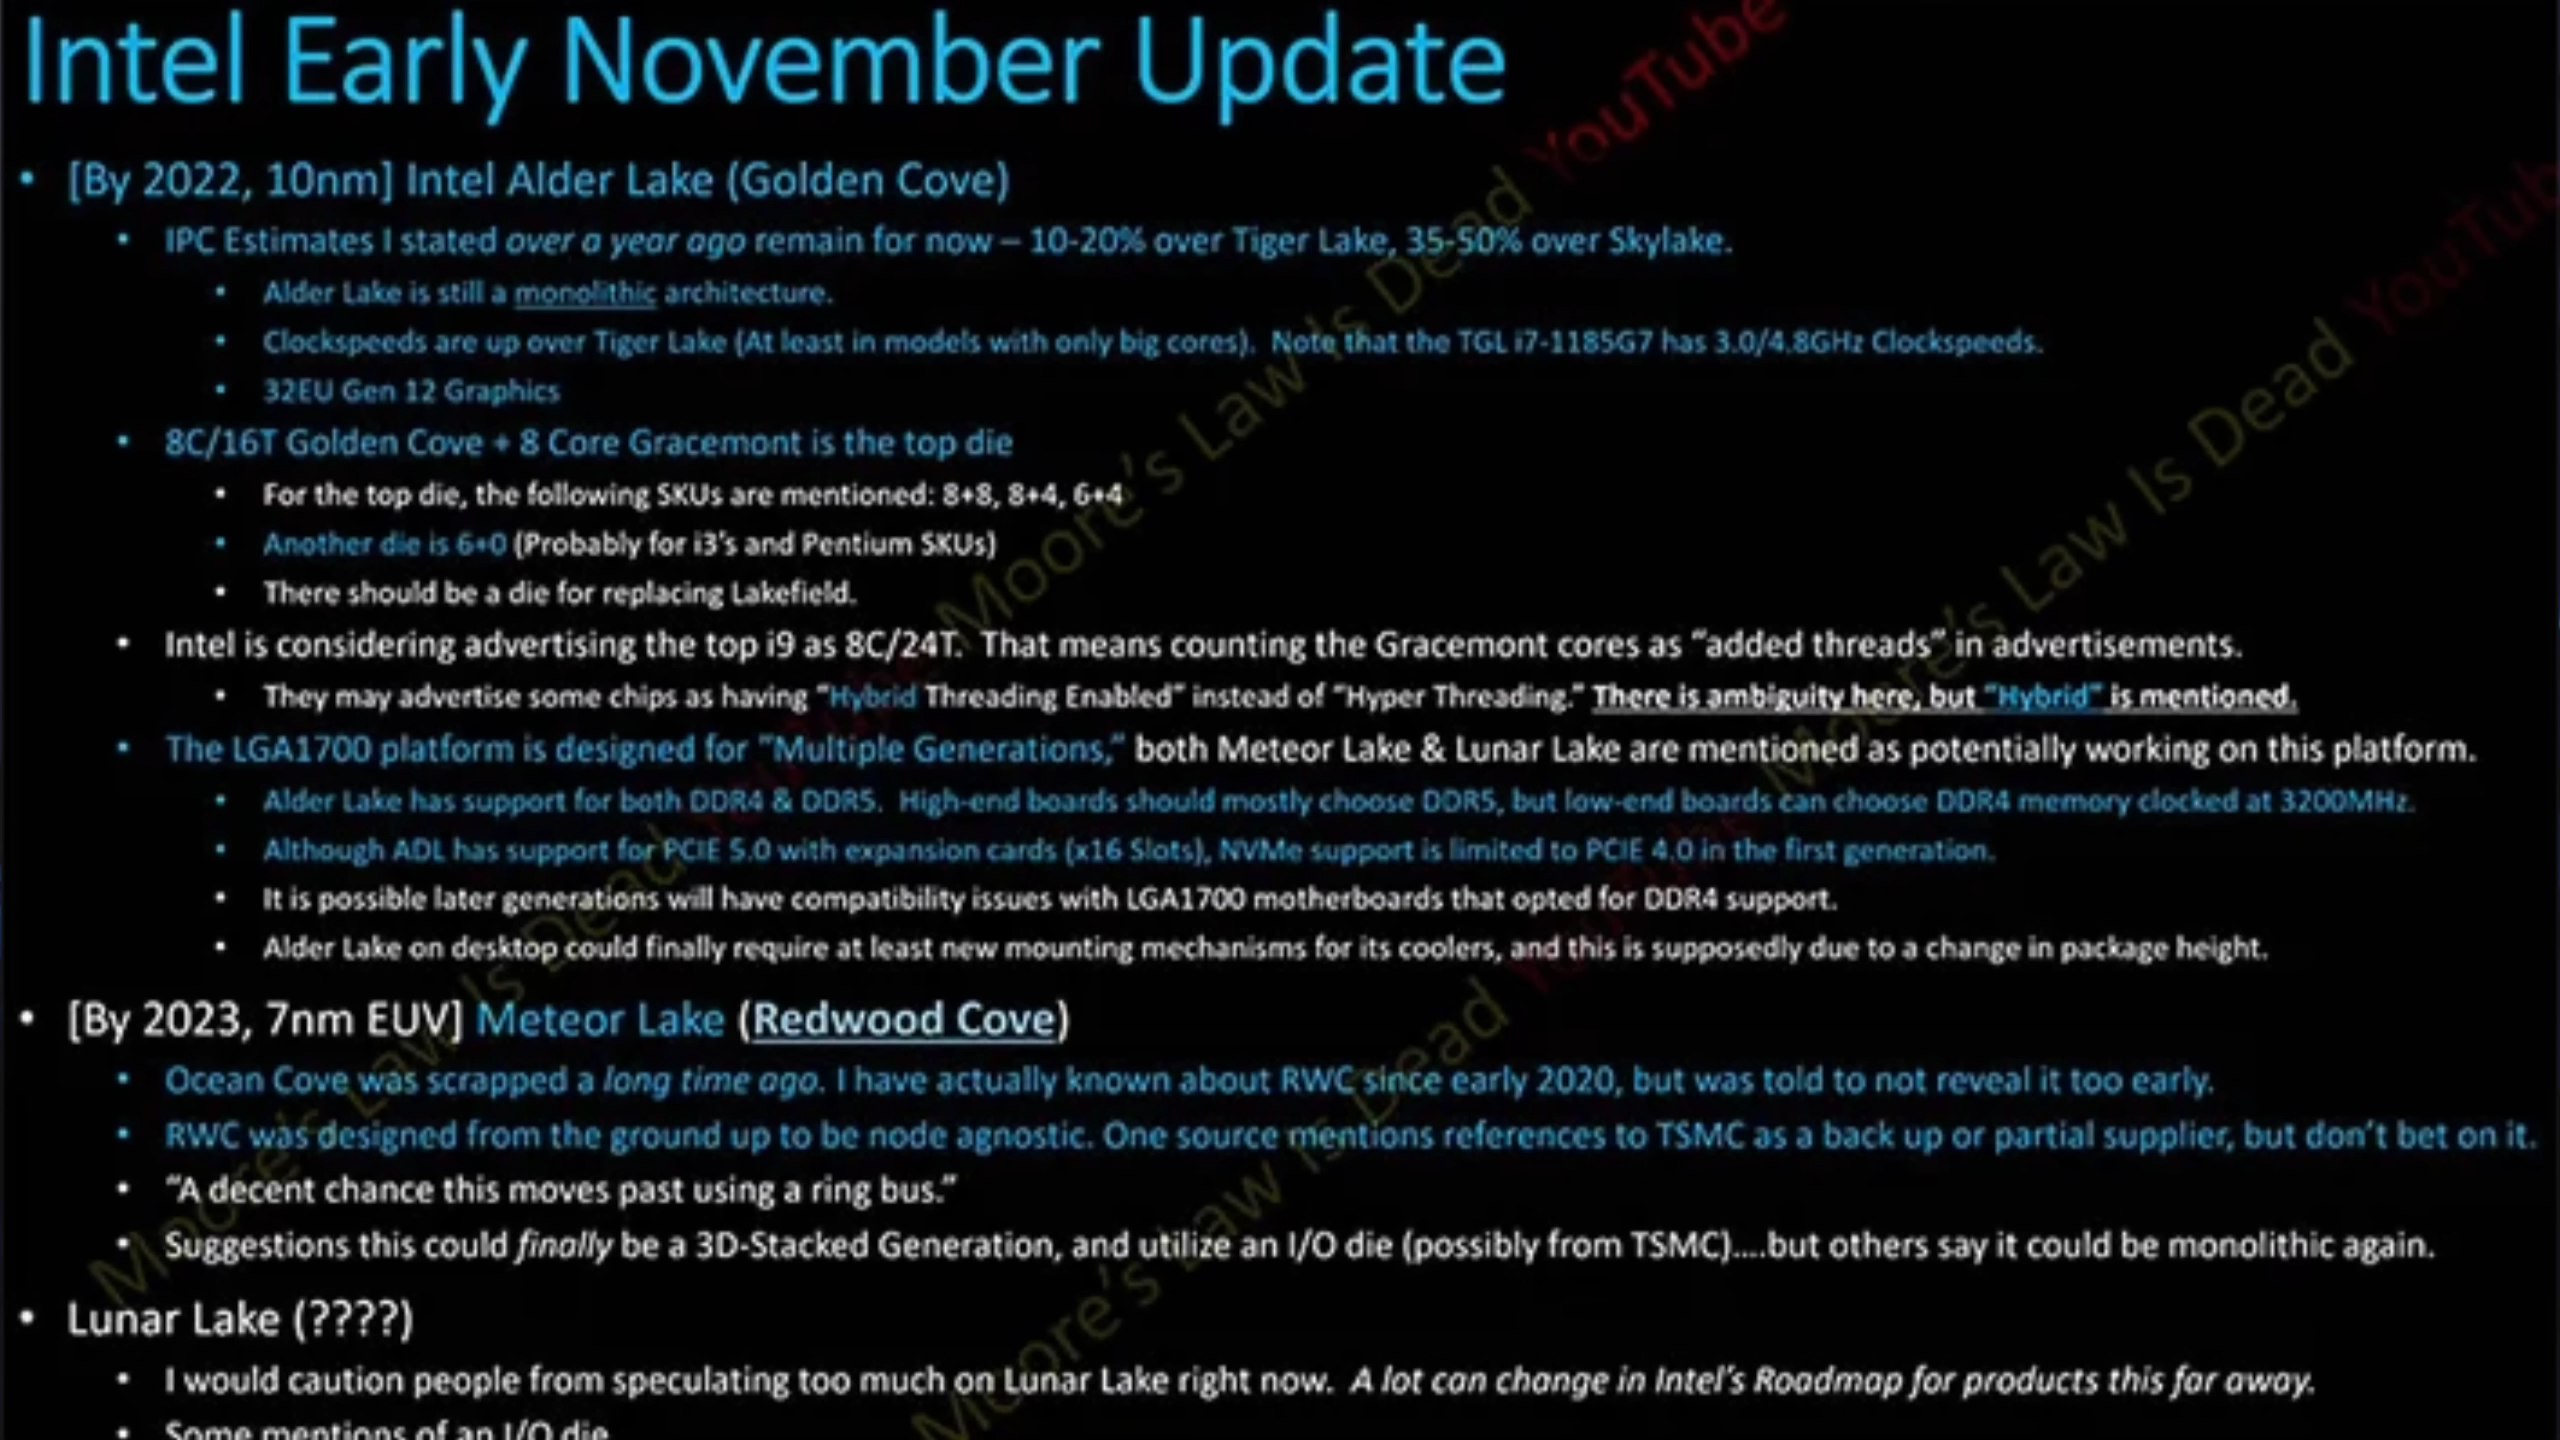 Intel Early November Update
• [By 2022, 10nm] Intel Alder Lake (Golden Cove)
• IPC Estimates I stated over a year ago remain for now – 10-20% over Tiger Lake, 35-50% over Skylake.
• Alder Lake is still a monolithic architecture.
• Clockspeeds are up over Tiger Lake (At least in models with only big cores). Note that the TGL i7-1185G7 has 3.0/4.8GHz Clockspeeds.
• 32EU Gen 12 Graphics
• 8C/16T Golden Cove + 8 Core Gracemont is the top die
• For the top die, the following SKUs are mentioned: 8+8, 8+4, 6+4
• Another die is 6+0 (Probably for i3's and Pentium SKUs)
• There should be a die for replacing Lakefield.
• Intel is considering advertising the top i9 as 8C/24T. That means counting the Gracemont cores as “added threads” in advertisements.
• They may advertise some chips as having “Hybrid Threading Enabled” instead of “Hyper Threading.” There is ambiguity here, but “Hybrid” is mentioned.
• The LGA1700 platform is designed for “Multiple Generations,” both Meteor Lake & Lunar Lake are mentioned as potentially working on this platform.
• Alder Lake has support for both DDR4 & DDR5. High-end boards should mostly choose DDR5, but low-end boards can choose DDR4 memory clocked at 3200MHz.
• Although ADL has support for PCIE 5.0 with expansion cards (x16 Slots), NVMe support is limited to PCIE 4.0 in the first generation.
• It is possible later generations will have compatibility issues with LGA1700 motherboards that opted for DDR4 support.
• Alder Lake on desktop could finally require at least new mounting mechanisms for its coolers, and this is supposedly due to a change in package height.
• [By 2023, 7nm EUV] Meteor Lake (Redwood Cove)
• Ocean Cove was scrapped a long time ago. I have actually known about RWC since early 2020, but was told to not reveal it too early.
• RWC was designed from the ground up to be node agnostic. One source mentions references to TSMC as a back up or partial supplier, but don't bet on it.
• “A decent chance this moves past using a ring bus.”
• Suggestions this could finally be a 3D-Stacked Generation, and utilize an I/O die (possibly from TSMC)....but others say it could be monolithic again.
• Lunar Lake (????)
• I would caution people from speculating too much on Lunar Lake right now. A lot can change in Intel's Roadmap for products this far away.
• Some mentions of an I/O die
Moore's Law Is Dead YouTube
Moore's Law Is Dead YouTube
Moore's Law Is Dead YouTube
Moore's Law Is Dead YouTube